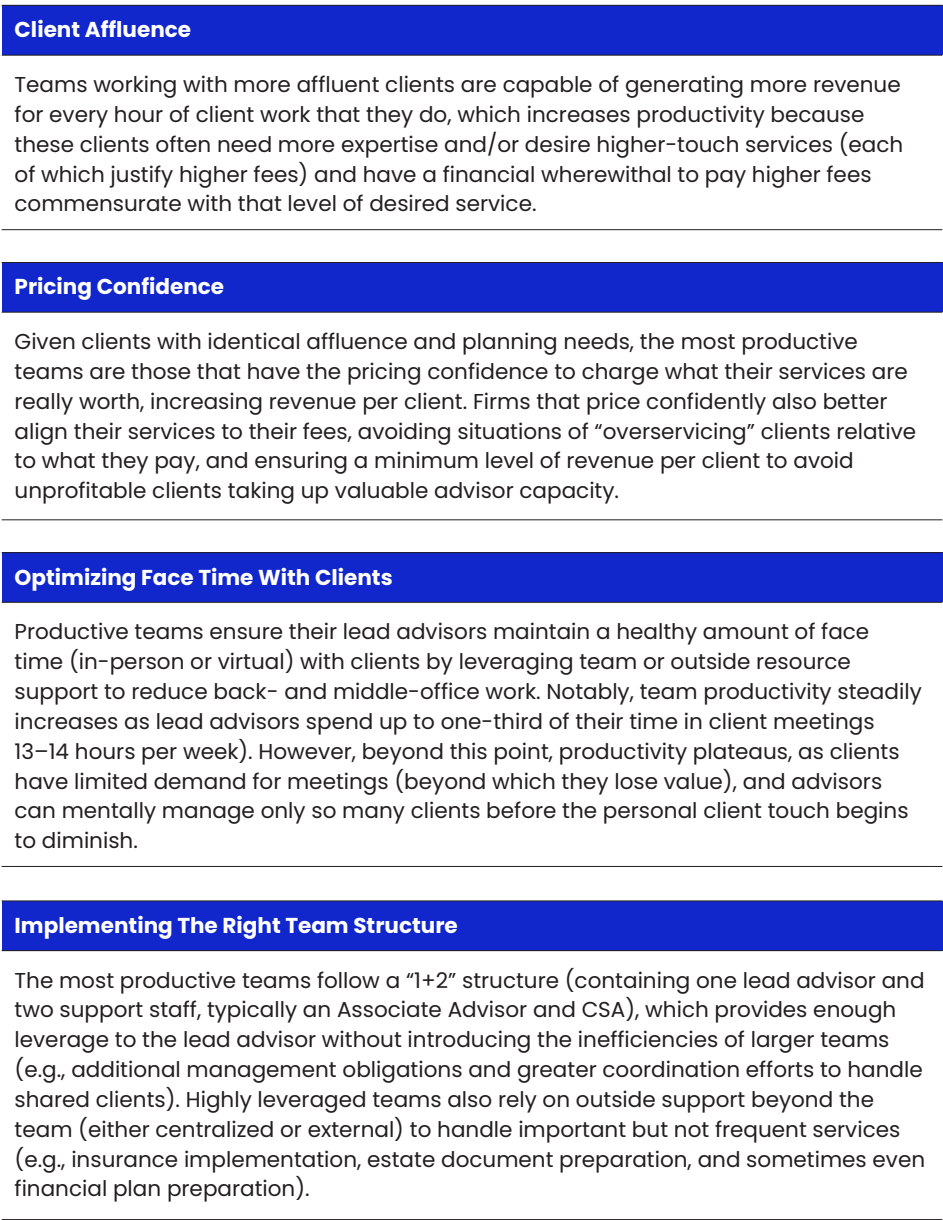 Client Affluence
Teams working with more affluent clients are capable of generating more revenue
for every hour of client work that they do, which increases productivity because
these clients often need more expertise and/or desire higher-touch services (each
of which justify higher fees) and have a financial wherewithal to pay higher fees
commensurate with that level of desired service.
Pricing Confidence
Given clients with identical affluence and planning needs, the most productive
teams are those that have the pricing confidence to charge what their services are
really worth, increasing revenue per client. Firms that price confidently also better
align their services to their fees, avoiding situations of “overservicing” clients relative
to what they pay, and ensuring a minimum level of revenue per client to avoid
unprofitable clients taking up valuable advisor capacity.
Optimizing Face Time With Clients
Productive teams ensure their lead advisors maintain a healthy amount of face
time (in-person or virtual) with clients by leveraging team or outside resource
support to reduce back- and middle-office work. Notably, team productivity steadily
increases as lead advisors spend up to one-third of their time in client meetings
13–14 hours per week). However, beyond this point, productivity plateaus, as clients
have limited demand for meetings (beyond which they lose value), and advisors
can mentally manage only so many clients before the personal client touch begins
to diminish.
Implementing The Right Team Structure
The most productive teams follow a “1+2” structure (containing one lead advisor and
two support staff, typically an Associate Advisor and CSA), which provides enough
leverage to the lead advisor without introducing the inefficiencies of larger teams
(e.g., additional management obligations and greater coordination efforts to handle
shared clients). Highly leveraged teams also rely on outside support beyond the
team (either centralized or external) to handle important but not frequent services
(e.g., insurance implementation, estate document preparation, and sometimes even
financial plan preparation).